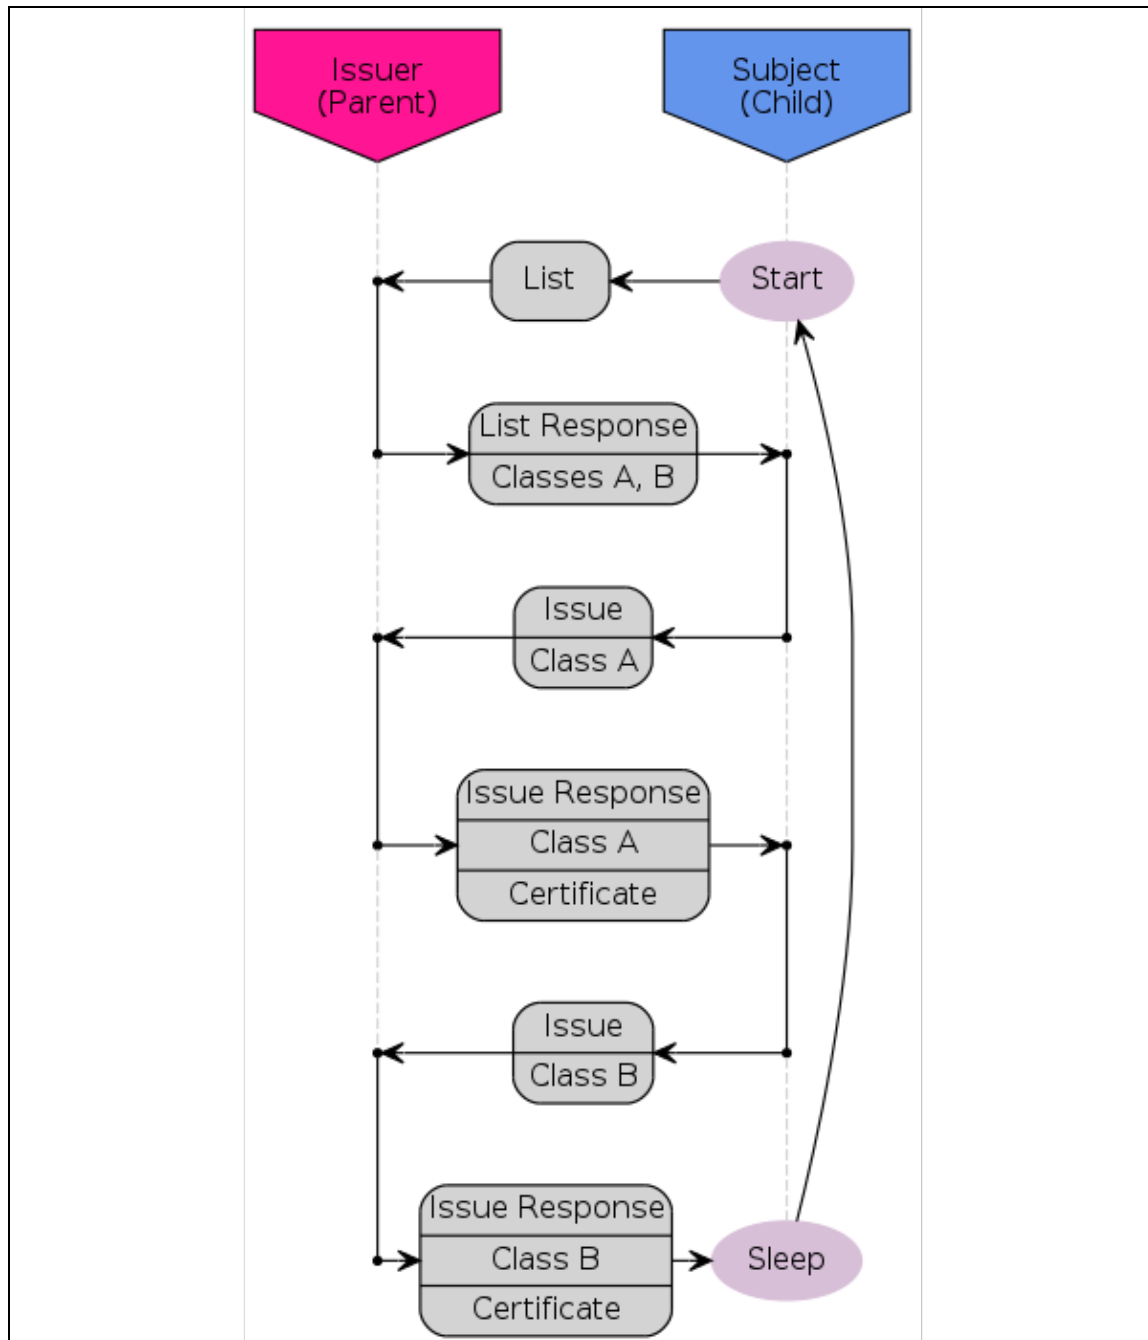 Issuer
(Parent)
Subject
(Child)
List
Start
List Response
Classes A, B
Issue
Class A
Issue Response
Class A
Certificate
Issue
Class B
Issue Response
Class B
Certificate
Sleep